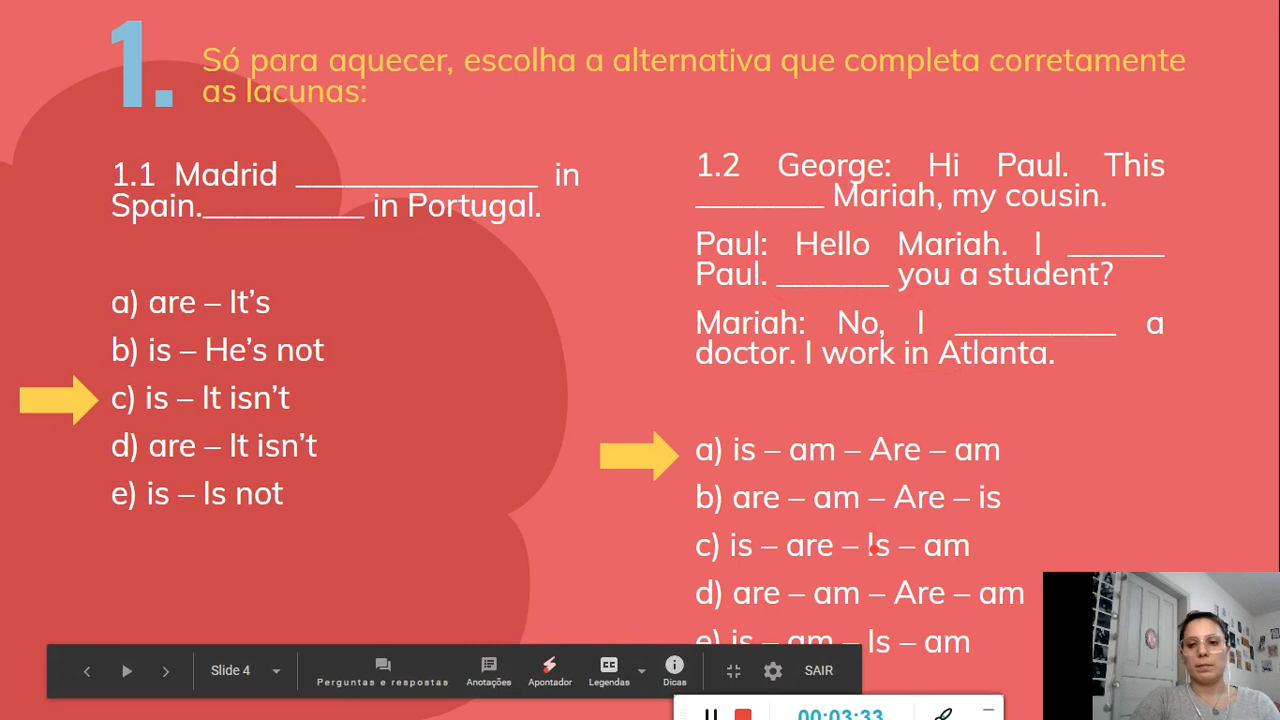 1.
Só para aquecer, escolha a alternativa que completa corretamente
as lacunas:
1.1 Madrid _______________ in
Spain.__________ in Portugal.
a) are – It’s
b) is – He’s not
c) is – It isn’t
d) are – It isn’t
e) is – Is not
1.2 George: Hi Paul. This
________ Mariah, my cousin.
Paul: Hello Mariah. I ______
Paul. _______ you a student?
Mariah: No, I __________ a
doctor. I work in Atlanta.
a) is – am – Are – am
b) are – am – Are – is
c) is – are – Is – am
d) are – am – Are – am
e) is – am – Is – am
Slide 4
Perguntas e respostas
Anotações
Apontador
CC
Legendas
Dicas
SAIR
00:03:33